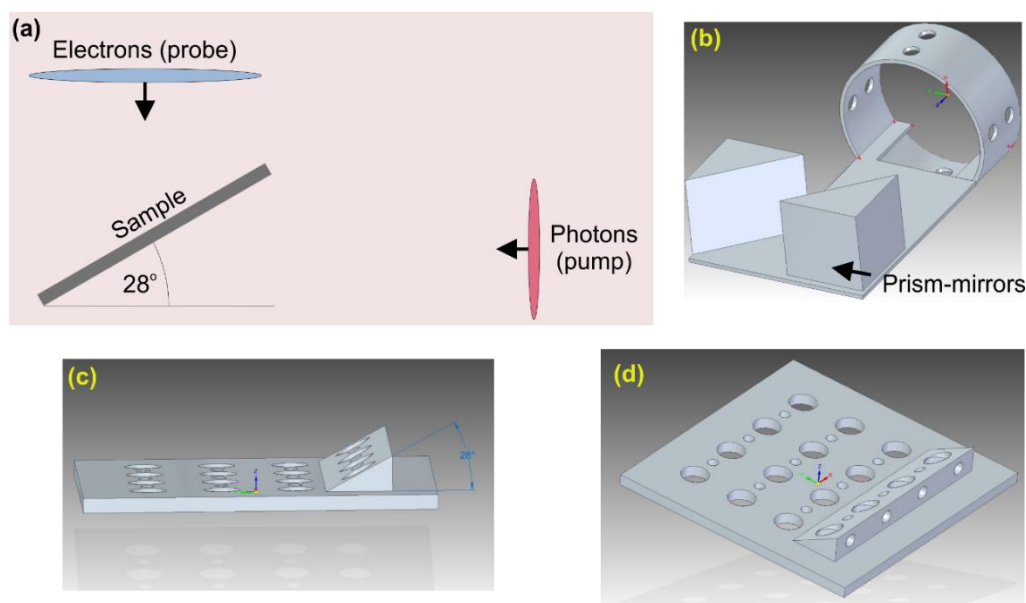 (a)
Electrons (probe)
Sample
28°
Photons
(pump)
(b)
Prism-mirrors
(c)
28°
(d)